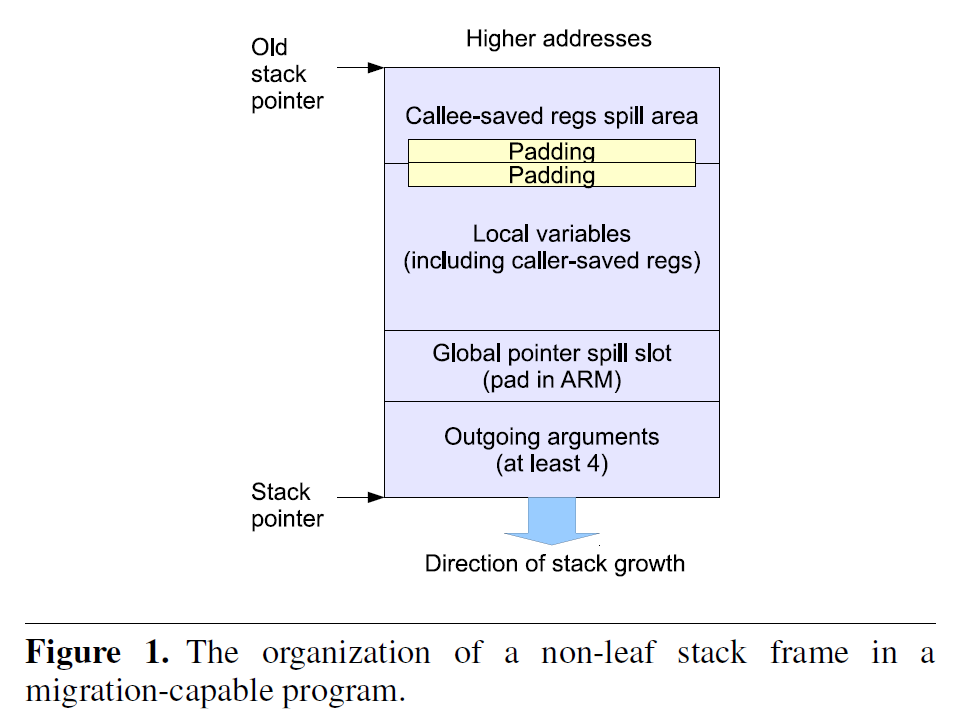 Higher addresses
Old
stack
pointer
Callee-saved regs spill area
Padding
Padding
Local variables
(including caller-saved regs)
Global pointer spill slot
(pad in ARM)
Outgoing arguments
(at least 4)
Stack
pointer
Direction of stack growth
Figure 1. The organization of a non-leaf stack frame in a
migration-capable program.